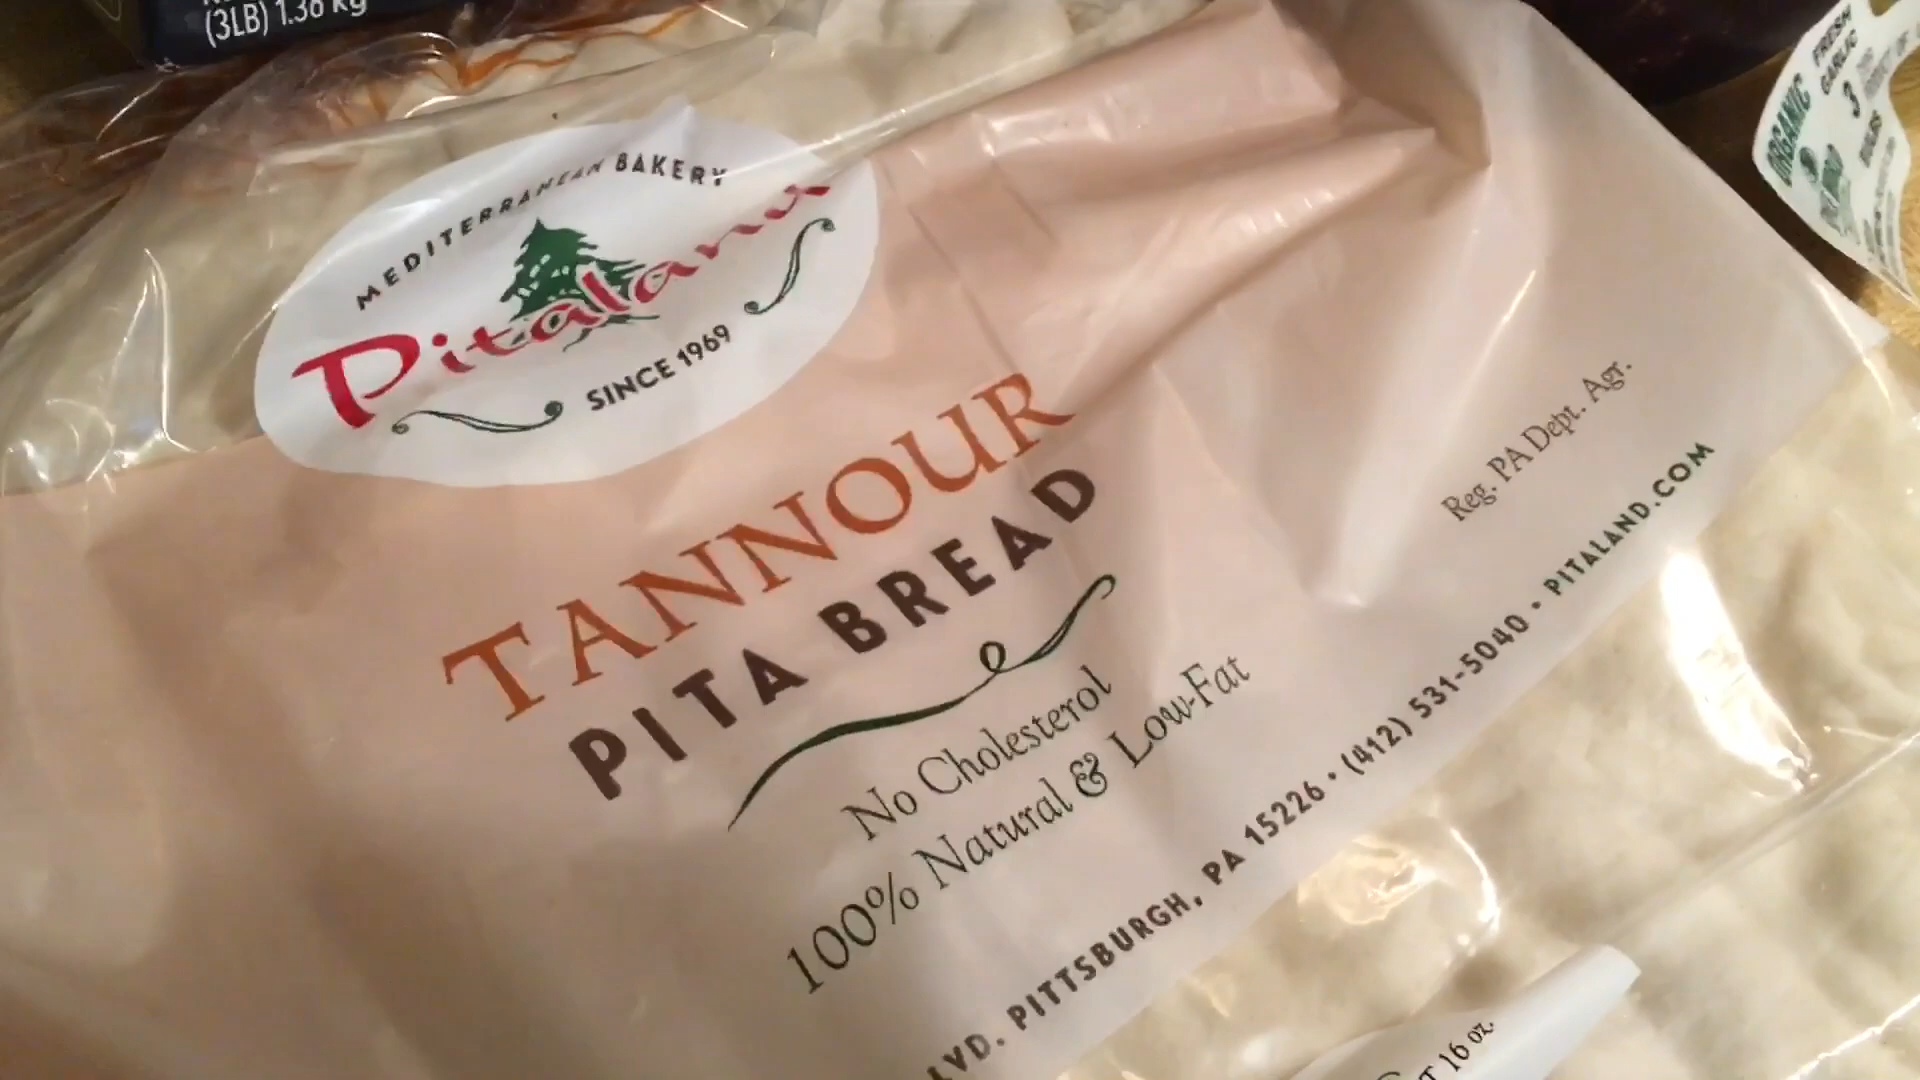 (3LB) 1.36 kg
MEDITERRANEAN BAKERY
Pitaland
SINCE 1969
TANNOUR
PITA BREAD
No Cholesterol
100% Natural & Low-Fat
Reg. PA Dept. Agr.
PITTSBURGH, PA 15226 • (412) 531-5040 • PITALAND.COM
16 oz.
ORGANIC
FRESH
GARLIC
3